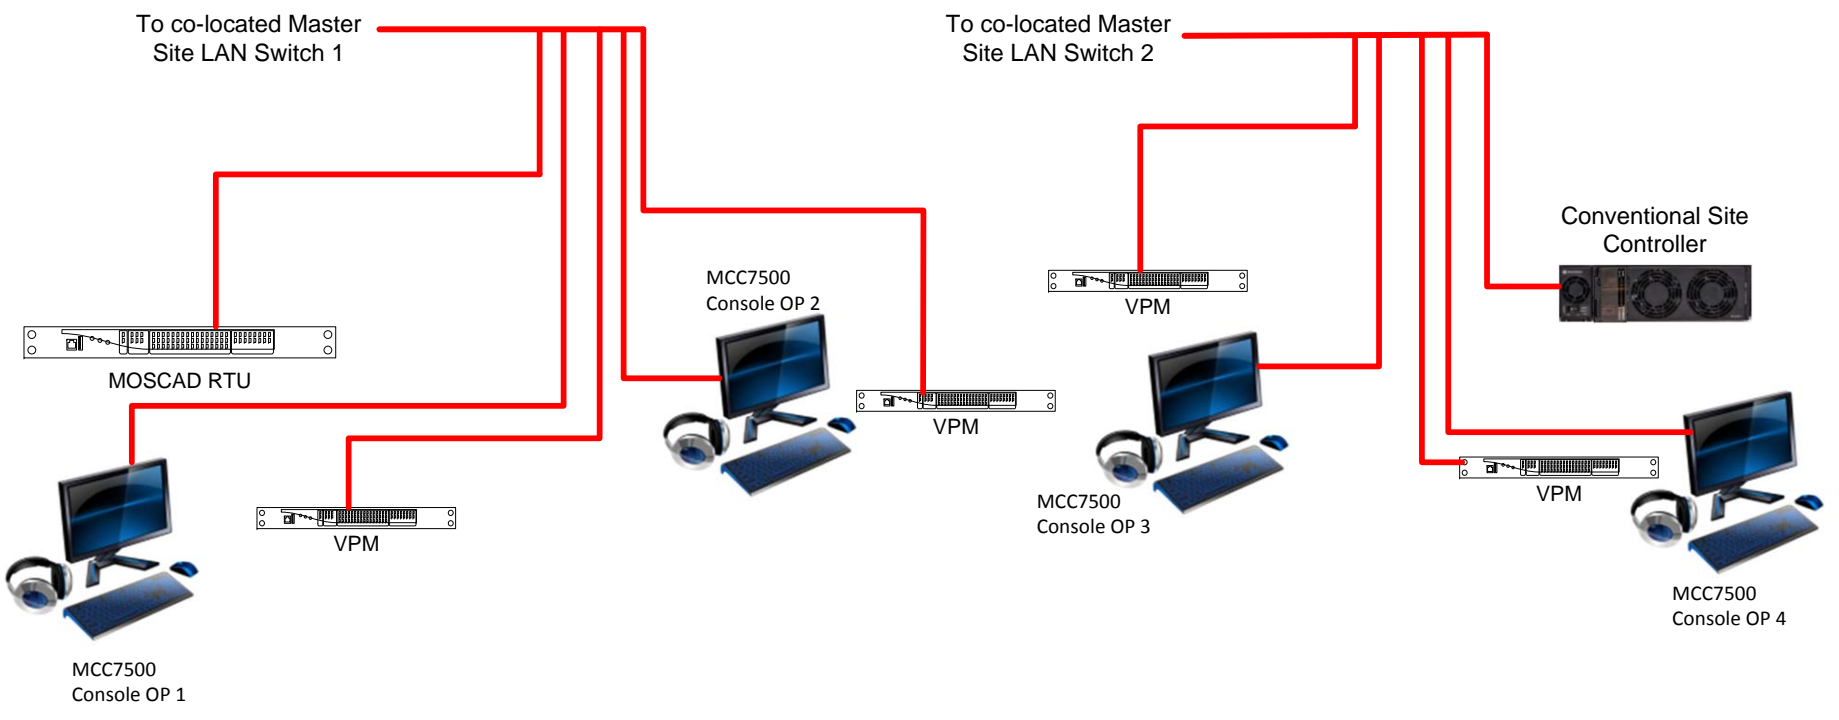 To co-located Master
Site LAN Switch 1
To co-located Master
Site LAN Switch 2
Conventional Site
Controller
MCC7500
Console OP 2
VPM
MOSCAD RTU
VPM
MCC7500
Console OP 3
VPM
VPM
MCC7500
Console OP 4
MCC7500
Console OP 1